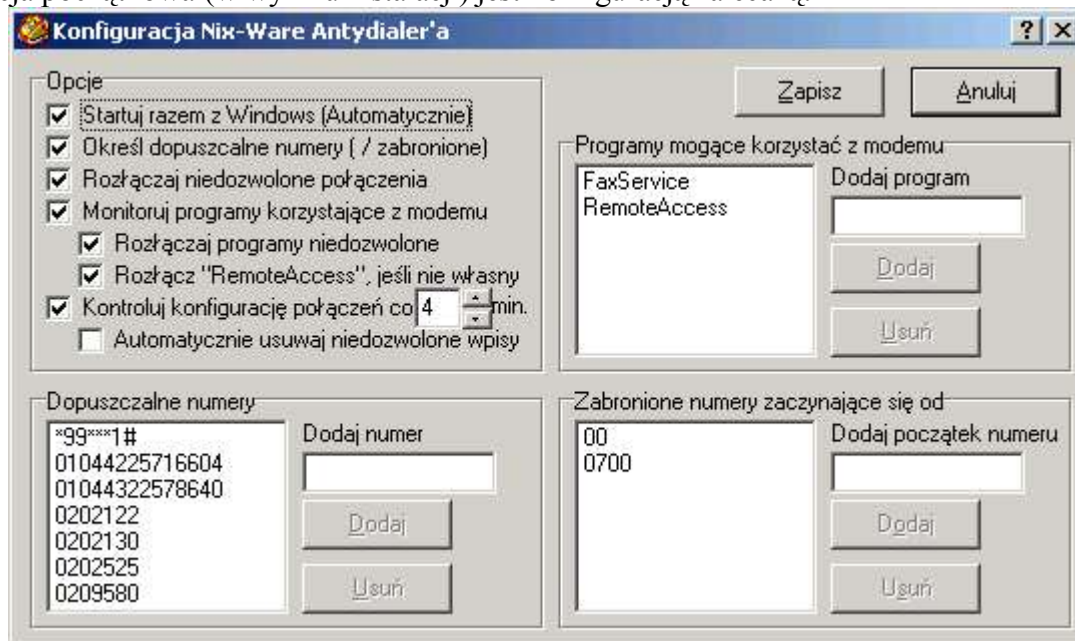 Konfiguracja Nix-Ware Antydialer'a
Opcje
Startuj razem z Windows (Automatycznie)
Określ dopuszcalne numery ( / zabronione)
Rozłączaj niedozwolone połączenia
Monitoruj programy korzystające z modemu
Rozłączaj programy niedozwolone
Rozłącz "RemoteAccess", jeśli nie własny
Kontroluj konfigurację połączeń co 4 min.
Automatycznie usuwaj niedozwolone wpisy
Zapisz
Anuluj
Programy mogące korzystać z modemu
FaxService
RemoteAccess
Dodaj program
Dodaj
Usuń
Dopuszczalne numery
*99***1#
01044225716604
01044322578640
0202122
0202130
0202525
0209580
Dodaj numer
Dodaj
Usuń
Zabronione numery zaczynające się od
00
0700
Dodaj początek numeru
Dodaj
Usuń